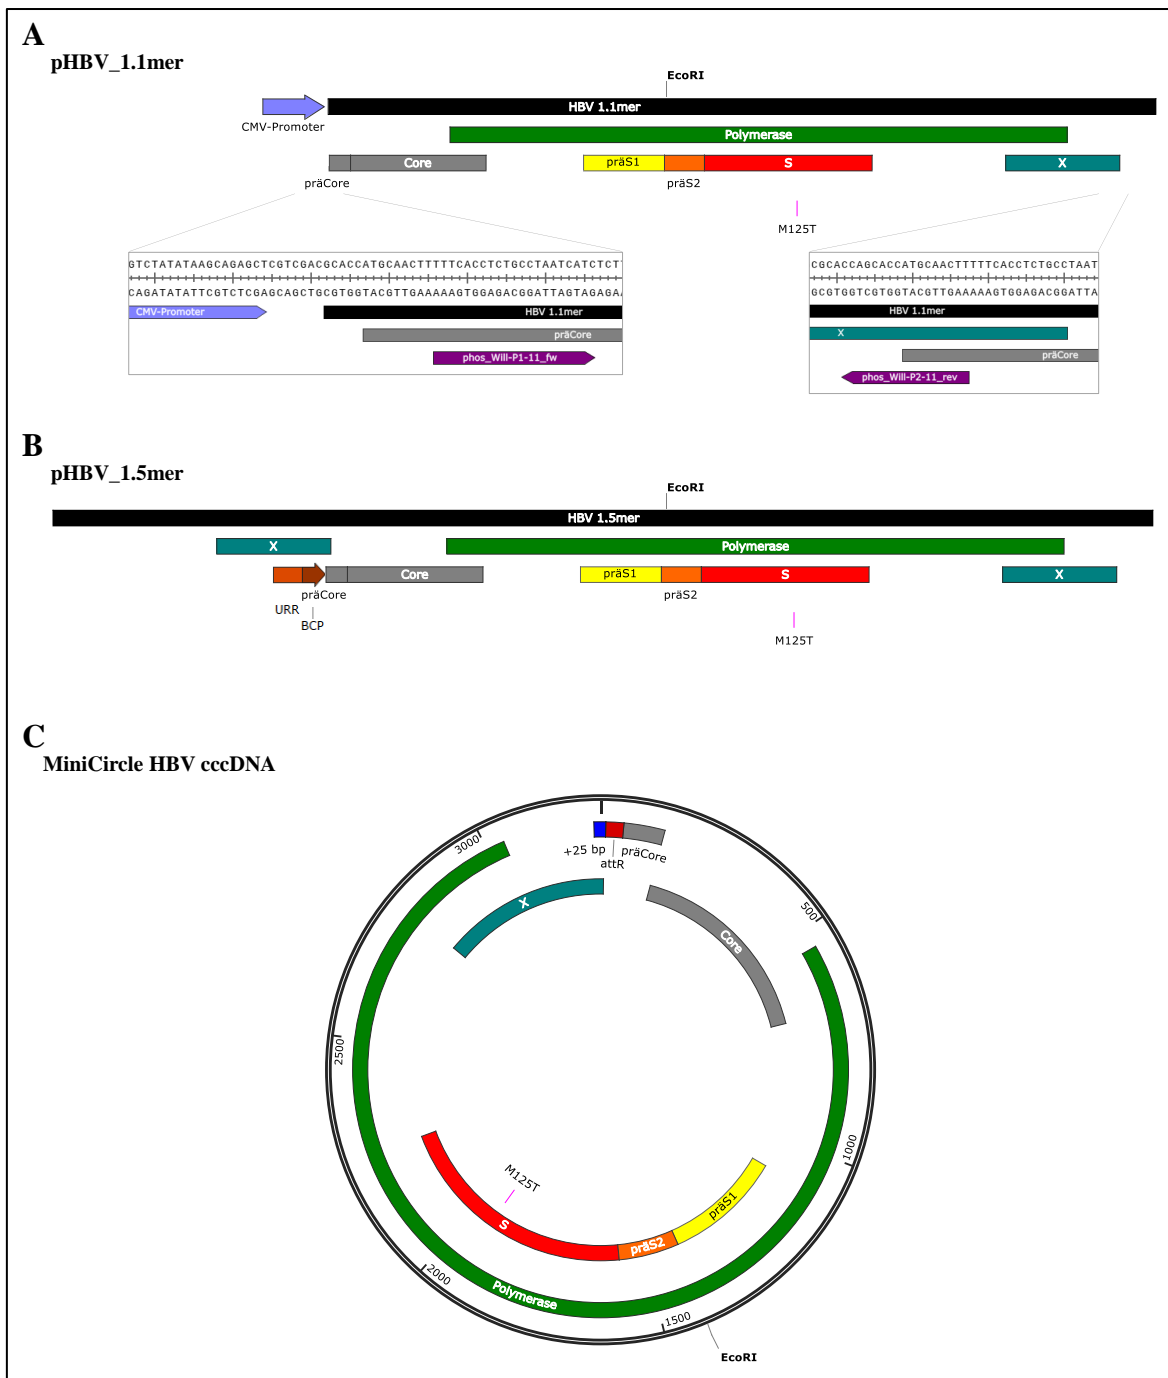 A
pHBV_1.1mer
EcoRI
HBV 1.1mer
CMV-Promoter
Polymerase
Core
präS1
S
X
präCore
präS2
M125T
GTCTATATAAGCAGAGCTCGTCGACGCACCATGCAACTTTTTCACCTCTGCCTAATCATCTCTT
CAGATATATTCGTCTCGAGCAGCTGCGTGGTACGTTGAAAAAGTGGAGACGGATTAGTAGAGAA
CMV-Promoter
HBV 1.1mer
präCore
phos_Will-P1-11_fw
CGCACCAGCACCATGCAACTTTTTCACCTCTGCCTAAT
GCGTGGTCGTGGTACGTTGAAAAAGTGGAGACGGATTA
HBV 1.1mer
X
präCore
phos_Will-P2-11_rev
B
pHBV_1.5mer
EcoRI
HBV 1.5mer
X
Polymerase
Core
präS1
S
X
präCore
präS2
URR
BCP
M125T
C
MiniCircle HBV cccDNA
3000
+25 bp
attR
präCore
X
500
Core
2500
1000
M125T
präS1
S
präS2
2000
Polymerase
1500
EcoRI